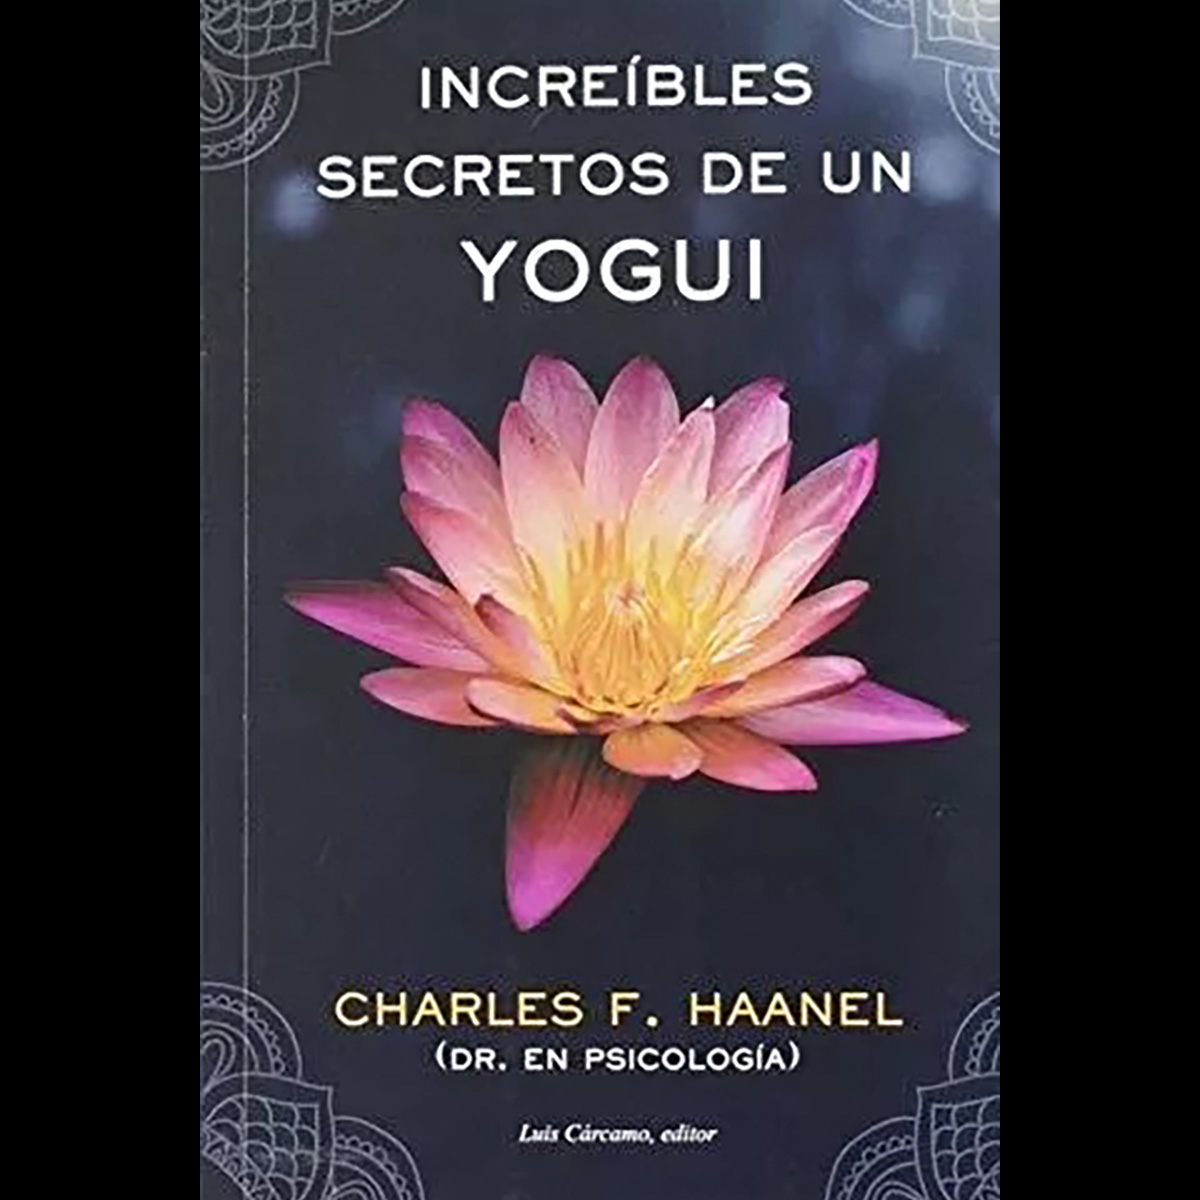 INCREÍBLES
SECRETOS DE UN
YOGUI
CHARLES F. HAANEL
(DR. EN PSICOLOGÍA)
Luis Cárcamo, editor